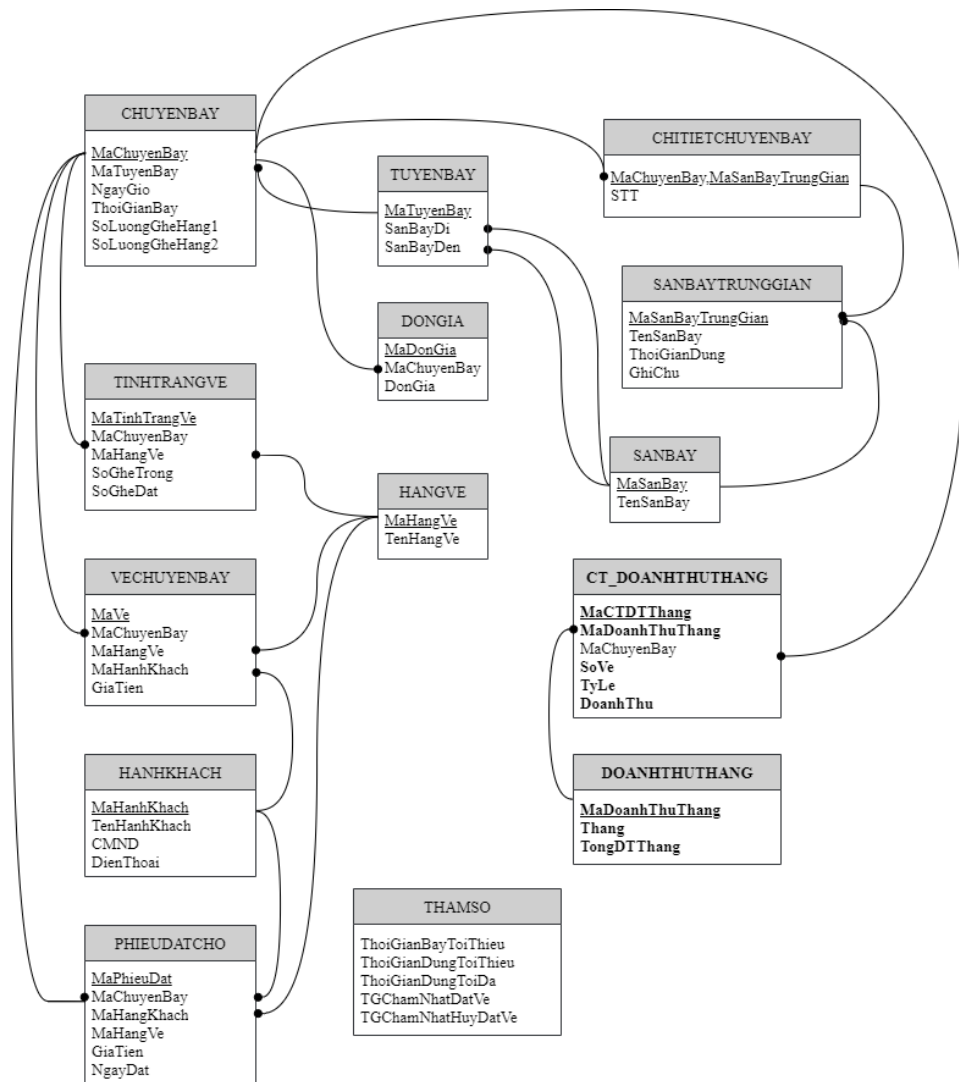 CHUYENBAY
MaChuyenBay
MaTuyenBay
NgayGio
ThoiGianBay
SoLuongGheHang1
SoLuongGheHang2
TUYENBAY
MaTuyenBay
SanBayDi
SanBayDen
CHITIETCHUYENBAY
MaChuyenBay,MaSanBayTrungGian
STT
SANBAYTRUNGGIAN
MaSanBayTrungGian
TenSanBay
ThoiGianDung
GhiChu
DONGIA
MaDonGia
MaChuyenBay
DonGia
TINHTRANGVE
MaTinhTrangVe
MaChuyenBay
MaHangVe
SoGheTrong
SoGheDat
HANGVE
MaHangVe
TenHangVe
SANBAY
MaSanBay
TenSanBay
VECHUYENBAY
MaVe
MaChuyenBay
MaHangVe
MaHanhKhach
GiaTien
CT_DOANHTHUTHANG
MaCTDTThang
MaDoanhThuThang
MaChuyenBay
SoVe
TyLe
DoanhThu
HANHKHACH
MaHanhKhach
TenHanhKhach
CMND
DienThoai
DOANHTHUTHANG
MaDoanhThuThang
Thang
TongDTThang
PHIEUDATCHO
MaPhieuDat
MaChuyenBay
MaHangKhach
MaHangVe
GiaTien
NgayDat
THAMSO
ThoiGianBayToiThieu
ThoiGianDungToiThieu
ThoiGianDungToiDa
TGChamNhatDatVe
TGChamNhatHuyDatVe